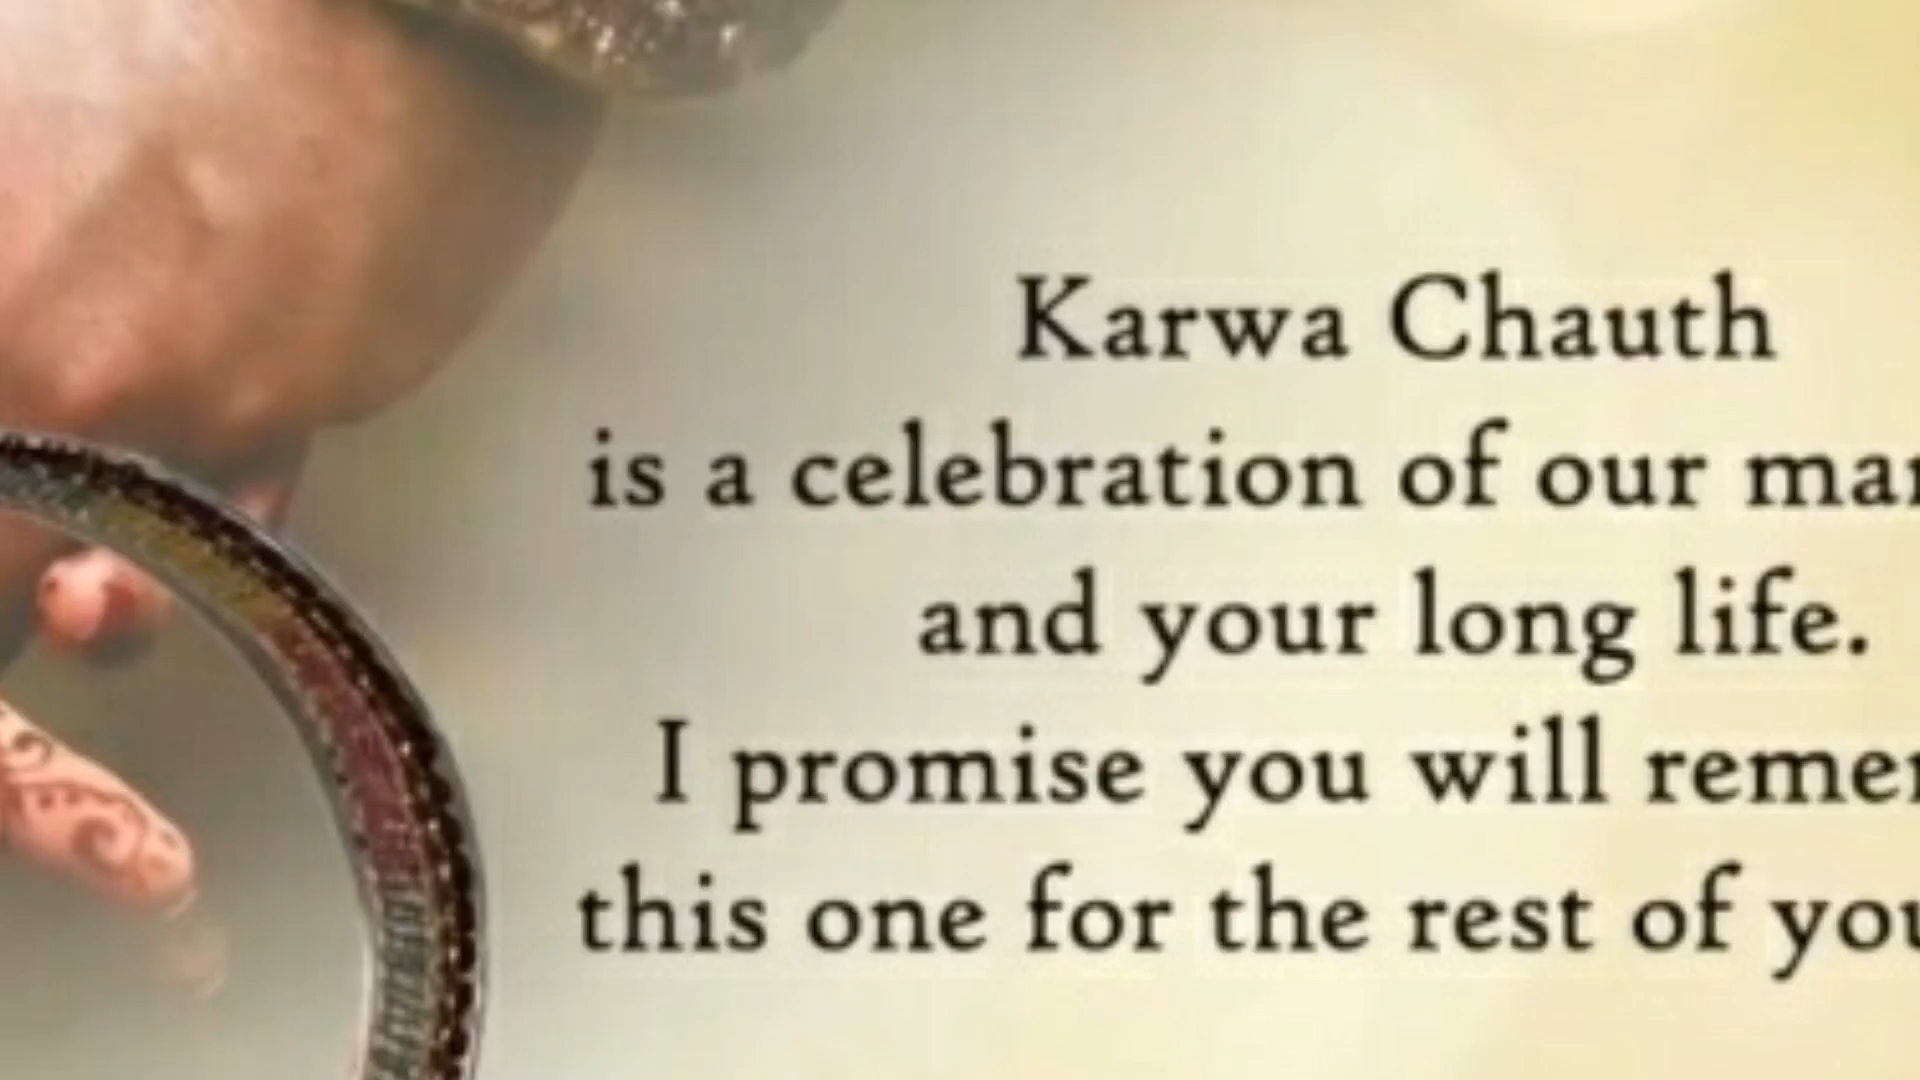 Karwa Chauth
is a celebration of our
and your long life.
I promise you will
this one for the rest of